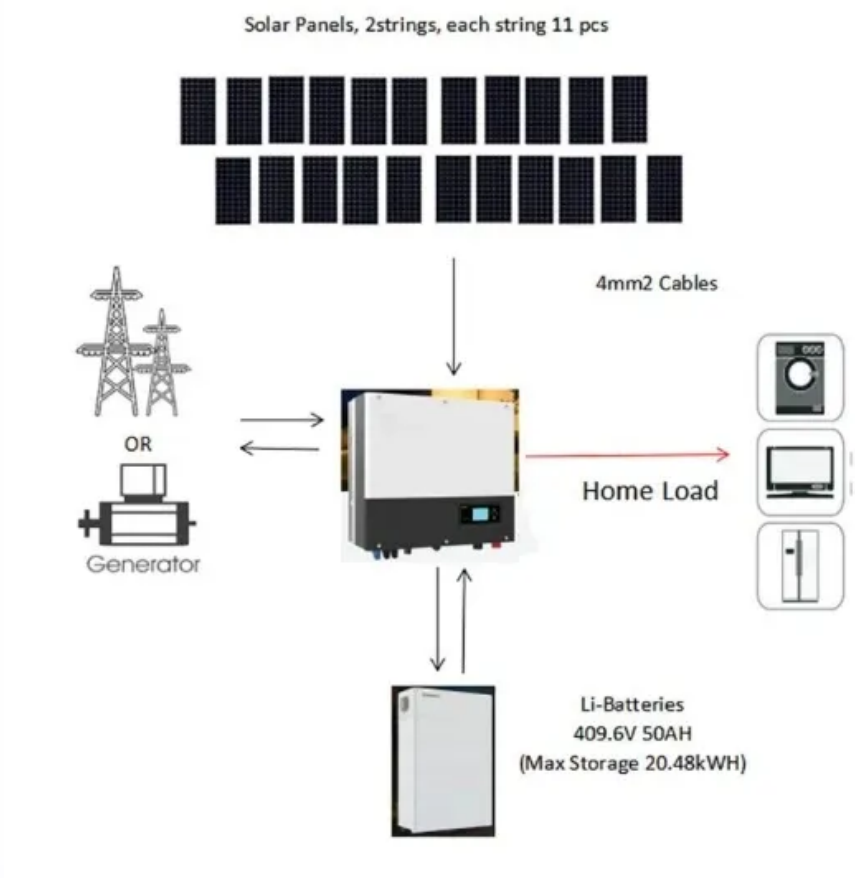 Solar Panels, 2strings, each string 11 pcs
4mm2 Cables
OR
Home Load
Generator
Li-Batteries
409.6V 50AH
(Max Storage 20.48kWH)